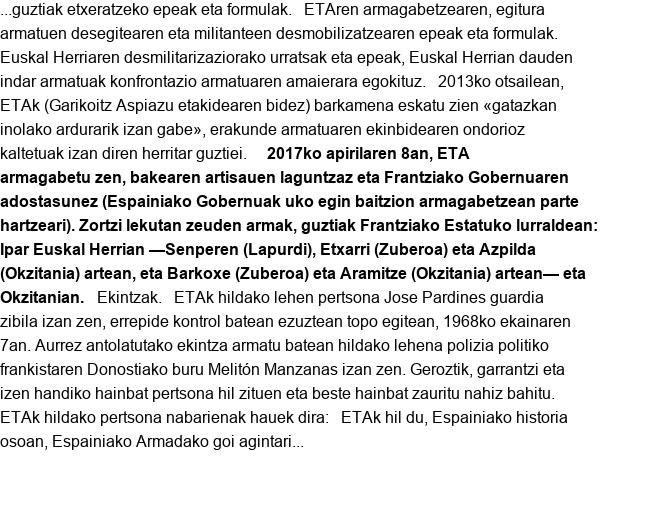 ...guztiak etxeratzeko epeak eta formulak.   ETAren armagabetzearen, egitura
armatuen desegitearen eta militanteen desmobilizatzearen epeak eta formulak.
Euskal Herriaren desmilitarizaziorako urratsak eta epeak, Euskal Herrian dauden
indar armatuak konfrontazio armatuaren amaierara egokituz.   2013ko otsailean,
ETAk (Garikoitz Aspiazu etakidearen bidez) barkamena eskatu zien «gatazkan
inolako ardurarik izan gabe», erakunde armatuaren ekinbidearen ondorioz
kaltetuak izan diren herritar guztiei.     2017ko apirilaren 8an, ETA
armagabetu zen, bakearen artisauen laguntzaz eta Frantziako Gobernuaren
adostasunez (Espainiako Gobernuak uko egin baitzion armagabetzean parte
hartzeari). Zortzi lekutan zeuden armak, guztiak Frantziako Estatuko lurraldean:
Ipar Euskal Herrian —Senperen (Lapurdi), Etxarri (Zuberoa) eta Azpilda
(Okzitania) artean, eta Barkoxe (Zuberoa) eta Aramitze (Okzitania) artean— eta
Okzitanian.   Ekintzak.   ETAk hildako lehen pertsona Jose Pardines guardia
zibila izan zen, errepide kontrol batean ezuztean topo egitean, 1968ko ekainaren
7an. Aurrez antolatutako ekintza armatu batean hildako lehena polizia politiko
frankistaren Donostiako buru Melitón Manzanas izan zen. Geroztik, garrantzi eta
izen handiko hainbat pertsona hil zituen eta beste hainbat zauritu nahiz bahitu.
ETAk hildako pertsona nabarienak hauek dira:   ETAk hil du, Espainiako historia
osoan, Espainiako Armadako goi agintari...